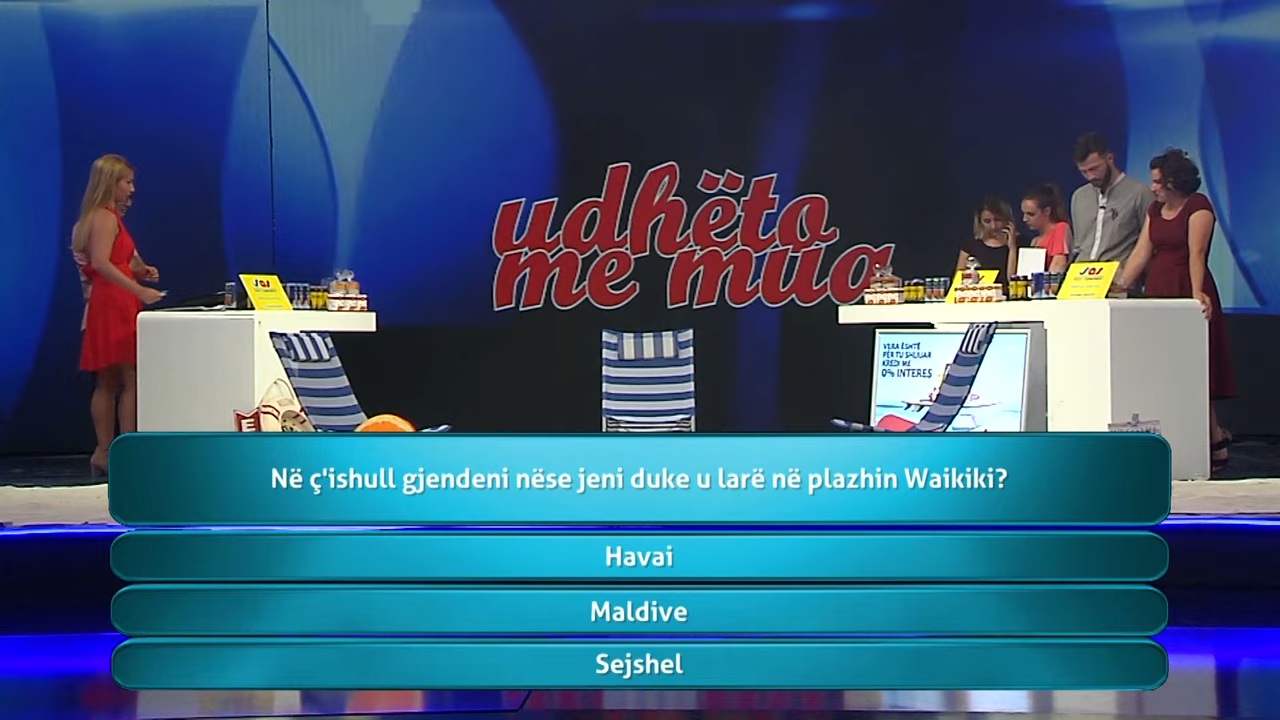 udhëto
me mua
VERA ËSHTË
PËR TU SHIJUAR
KREDI ME
0% INTERES
Në ç'ishull gjendeni nëse jeni duke u larë në plazhin Waikiki?
Havai
Maldive
Sejshel